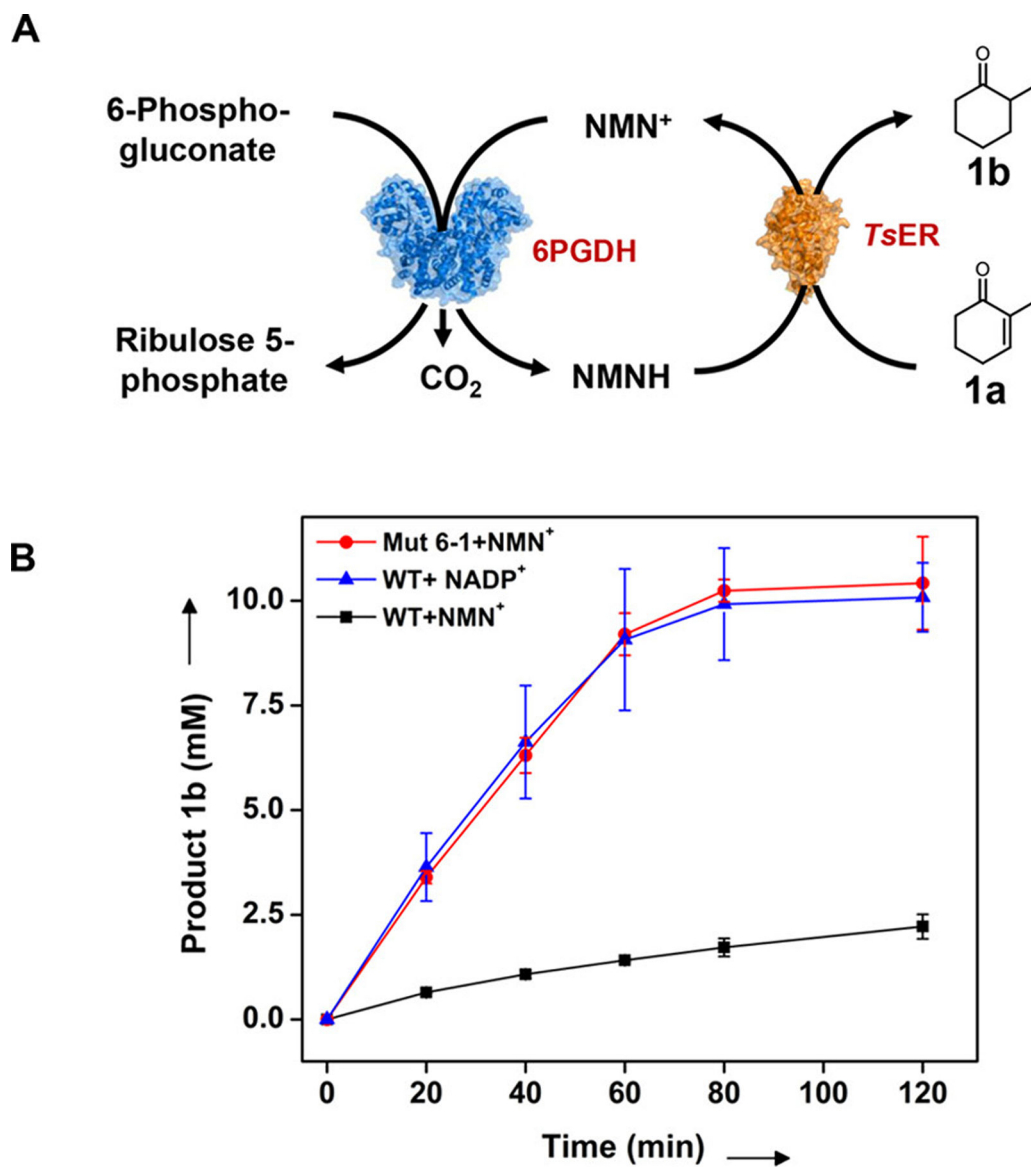 A
6-Phospho-
gluconate
NMN⁺
O
1b
6PGDH
TsER
Ribulose 5-
phosphate
CO₂
NMNH
O
1a
B
Mut 6-1+NMN⁺
WT+ NADP⁺
WT+NMN⁺
Product 1b (mM)
10.0
7.5
5.0
2.5
0.0
0 20 40 60 80 100 120
Time (min)